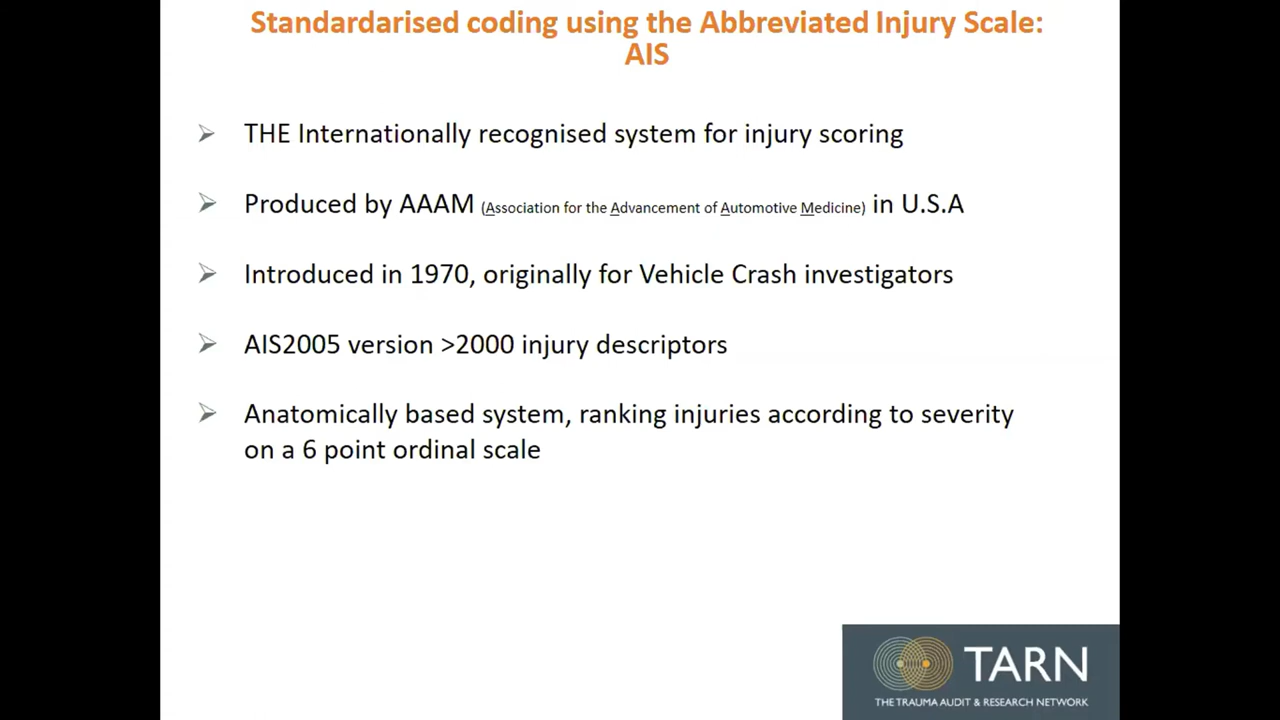 Standardarised coding using the Abbreviated Injury Scale:
AIS
THE Internationally recognised system for injury scoring
Produced by AAAM (Association for the Advancement of Automotive Medicine) in U.S.A
Introduced in 1970, originally for Vehicle Crash investigators
AIS2005 version >2000 injury descriptors
Anatomically based system, ranking injuries according to severity
on a 6 point ordinal scale
TARN
THE TRAUMA AUDIT & RESEARCH NETWORK